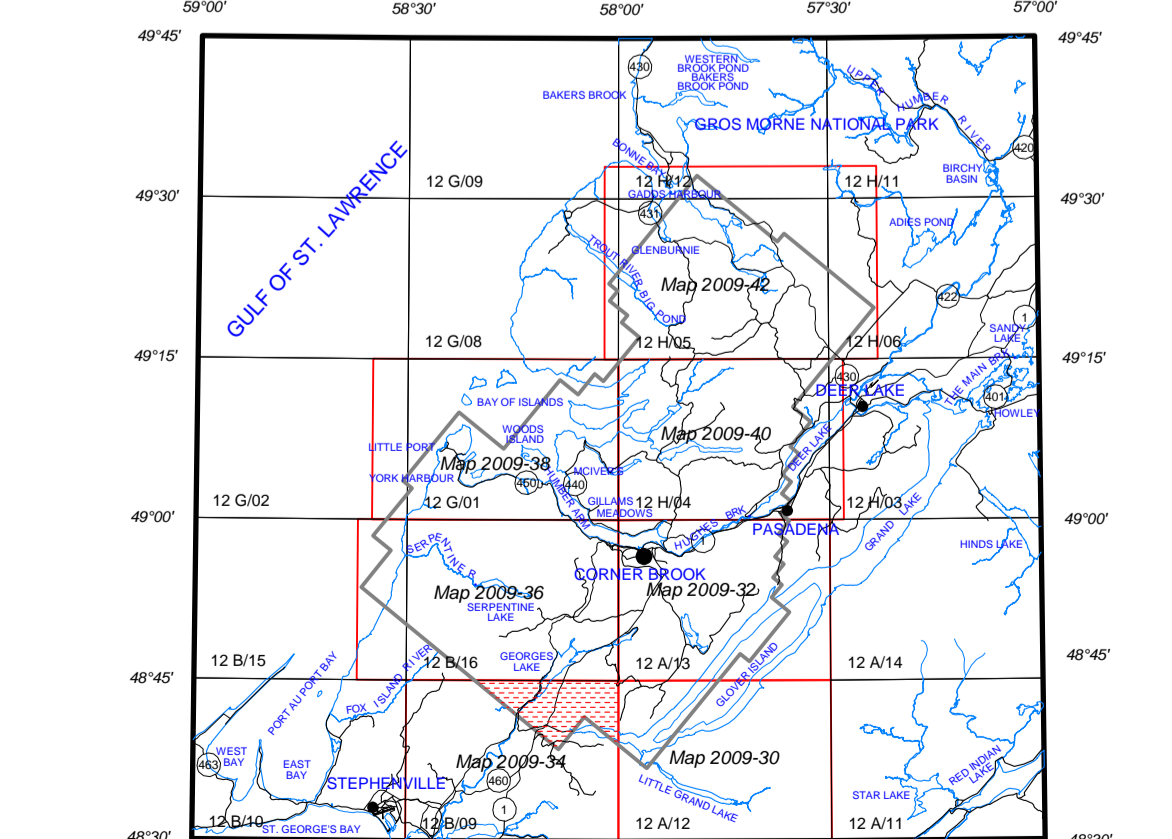 59°00'
58°30'
58°00'
57°30'
57°00'
49°45'
49°45'
430
WESTERN
BROOK POND
BAKERS
BROOK POND
BAKERS BROOK
UPPER HUMBER RIVER
GROS MORNE NATIONAL PARK
420
BONNE BAY
BIRCHY
BASIN
GULF OF ST. LAWRENCE
12 G/09
12 H/12
12 H/11
49°30'
49°30'
GADDS HARBOUR
431
ADIES POND
GLENBURNIE
TROUT RIVER BIG POND
Map 2009-42
422
1
SANDY
LAKE
12 G/08
12 H/05
12 H/06
49°15'
49°15'
THE MAIN BRK
430
DEER LAKE
401
HOWLEY
BAY OF ISLANDS
WOODS
ISLAND
LITTLE PORT
Map 2009-40
DEER LAKE
Map 2009-38
YORK HARBOUR
450
MCIVERS
440
HUMBER ARM
GILLAMS
MEADOWS
12 G/02
12 G/01
12 H/04
12 H/03
49°00'
49°00'
HUGHES BRK
1
PASADENA
GRAND LAKE
HINDS LAKE
SERPENTINE R
CORNER BROOK
Map 2009-36
Map 2009-32
SERPENTINE
LAKE
GEORGES
LAKE
12 B/15
12 B/16
12 A/13
12 A/14
48°45'
48°45'
PORT AU PORT BAY
FOX ISLAND RIVER
GLOVER ISLAND
463
WEST
BAY
EAST
BAY
Map 2009-34
Map 2009-30
STEPHENVILLE
460
1
LITTLE GRAND LAKE
STAR LAKE
RED INDIAN
LAKE
12 B/10
ST. GEORGE'S BAY
12 B/09
12 A/12
12 A/11
48°30'